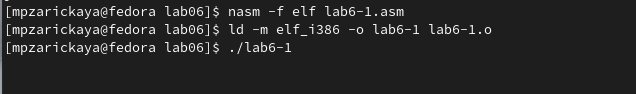 [mpzarickaya@fedora lab06]$ nasm -f elf lab6-1.asm
[mpzarickaya@fedora lab06]$ ld -m elf_i386 -o lab6-1 lab6-1.o
[mpzarickaya@fedora lab06]$ ./lab6-1